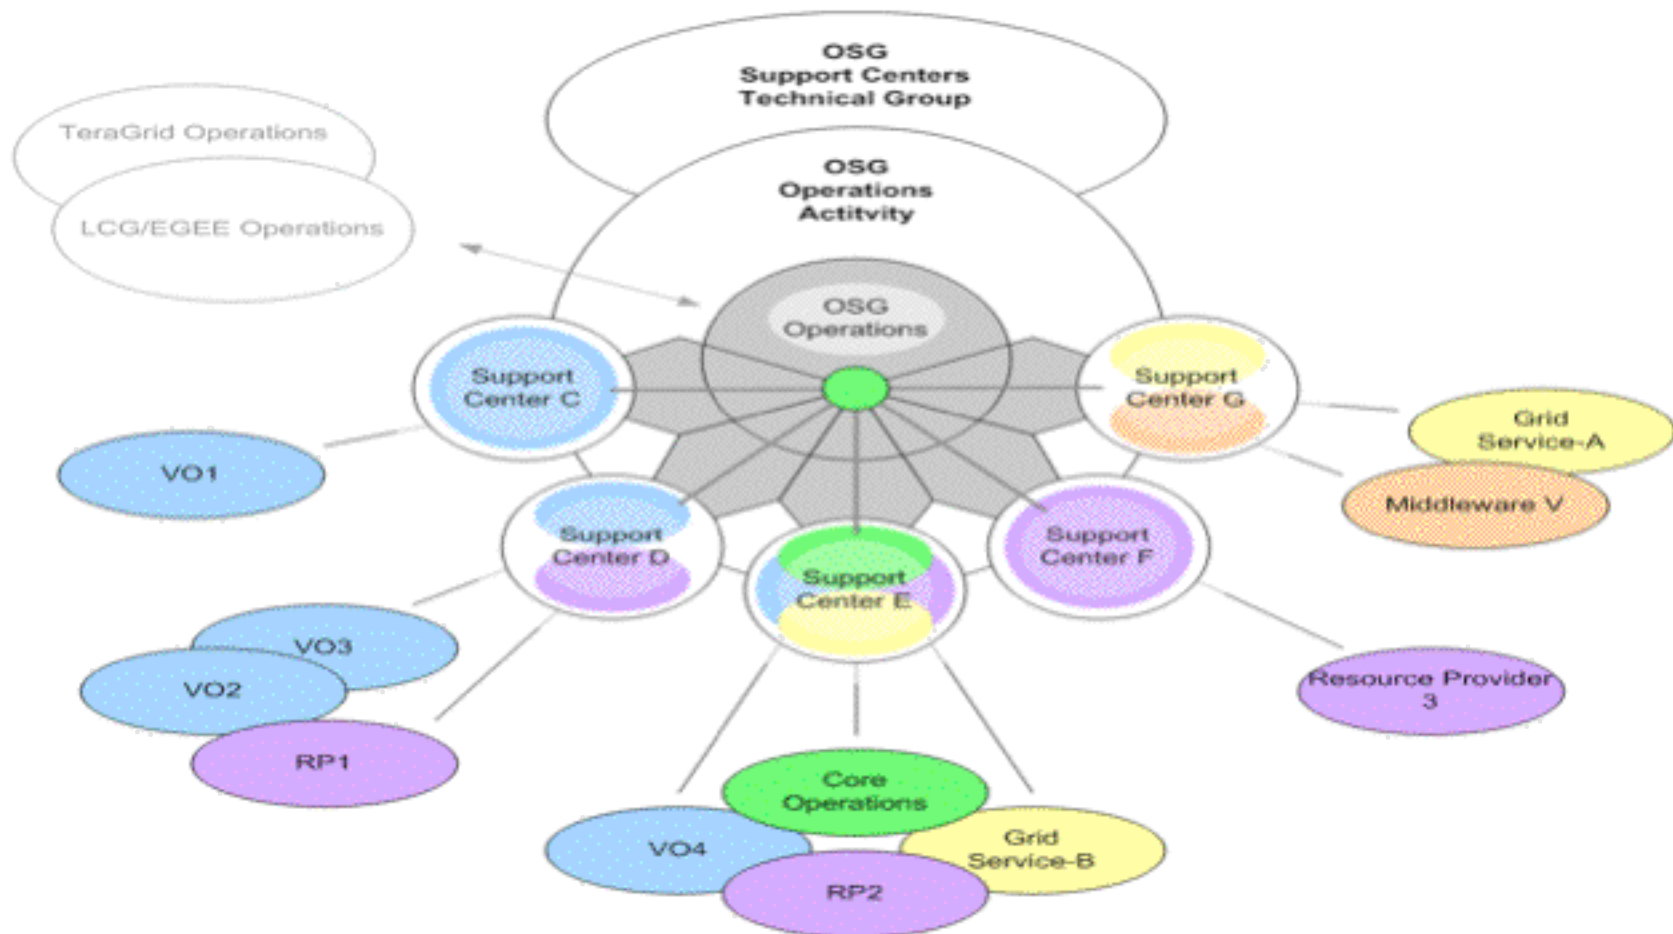 OSG
Support Centers
Technical Group
TeraGrid Operations
OSG
Operations
Actitvity
LCG/EGEE Operations
OSG
Operations
Support
Center C
Support
Center G
Grid
Service-A
VO1
Middleware V
Support
Center D
Support
Center F
Support
Center E
VO3
VO2
Resource Provider
3
RP1
Core
Operations
VO4
Grid
Service-B
RP2